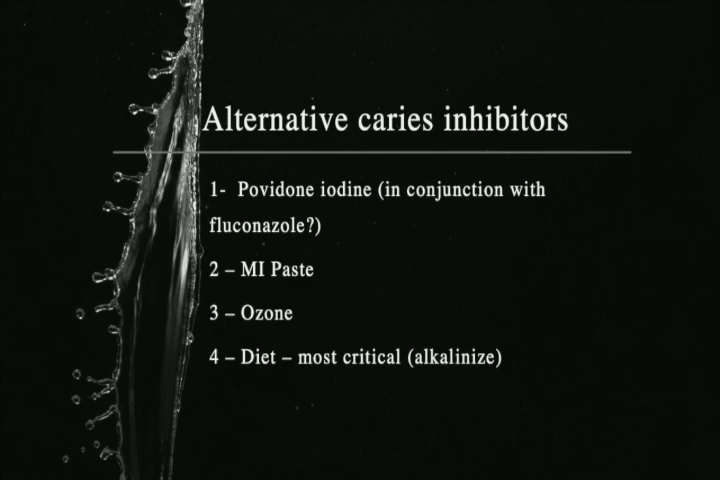 Alternative caries inhibitors
1- Povidone iodine (in conjunction with
fluconazole?)
2 – MI Paste
3 – Ozone
4 – Diet – most critical (alkalinize)